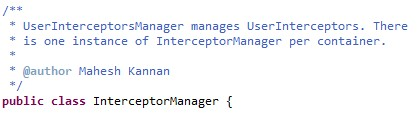 /**
* UserInterceptorsManager manages UserInterceptors. There
* is one instance of InterceptorManager per container.
*
* @author Mahesh Kannan
*/
public class InterceptorManager {